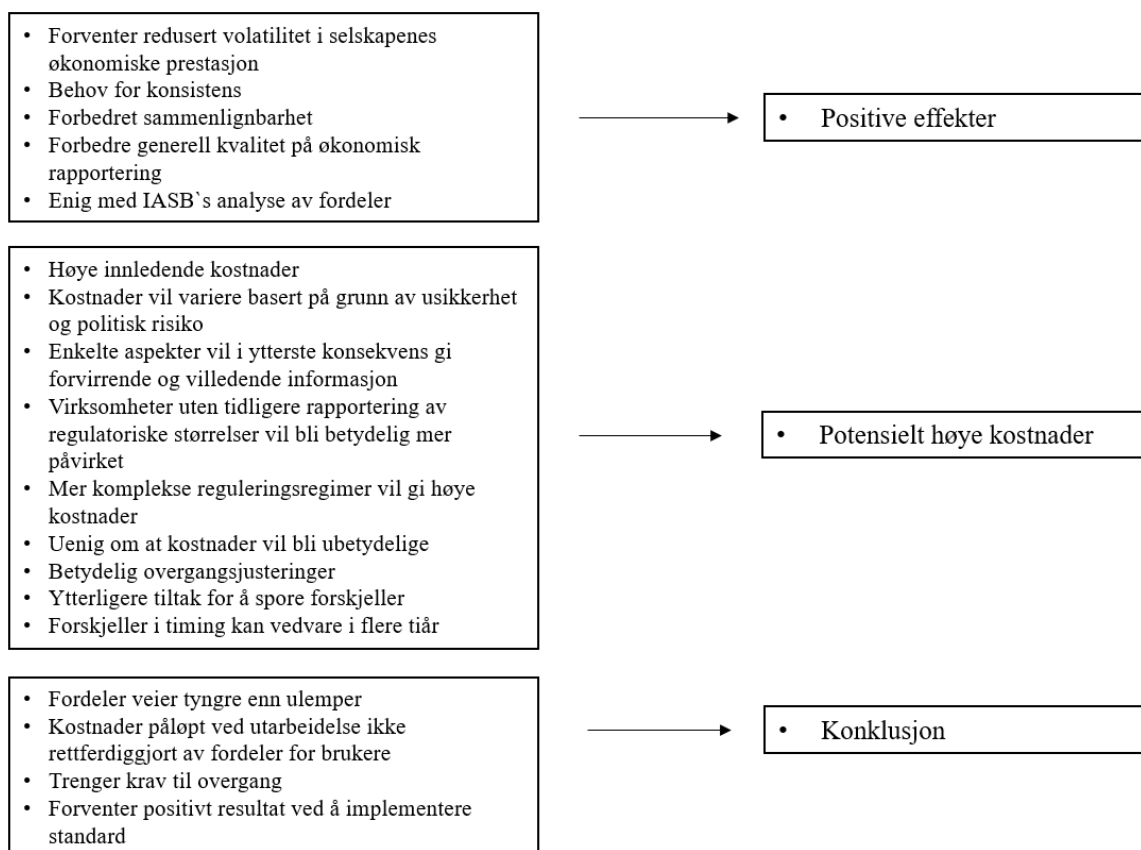 • Forventer redusert volatilitet i selskapenes
økonomiske prestasjon
• Behov for konsistens
• Forbedret sammenlignbarhet
• Forbedre generell kvalitet på økonomisk
rapportering
• Enig med IASB`s analyse av fordeler
• Positive effekter
• Høye innledende kostnader
• Kostnader vil variere basert på grunn av usikkerhet
og politisk risiko
• Enkelte aspekter vil i ytterste konsekvens gi
forvirrende og villedende informasjon
• Virksomheter uten tidligere rapportering av
regulatoriske størrelser vil bli betydelig mer
påvirket
• Mer komplekse reguleringsregimer vil gi høye
kostnader
• Uenig om at kostnader vil bli ubetydelige
• Betydelig overgangsjusteringer
• Ytterligere tiltak for å spore forskjeller
• Forskjeller i timing kan vedvare i flere tiår
• Potensielt høye kostnader
• Fordeler veier tyngre enn ulemper
• Kostnader påløpt ved utarbeidelse ikke
rettferdiggjort av fordeler for brukere
• Trenger krav til overgang
• Forventer positivt resultat ved å implementere
standard
• Konklusjon